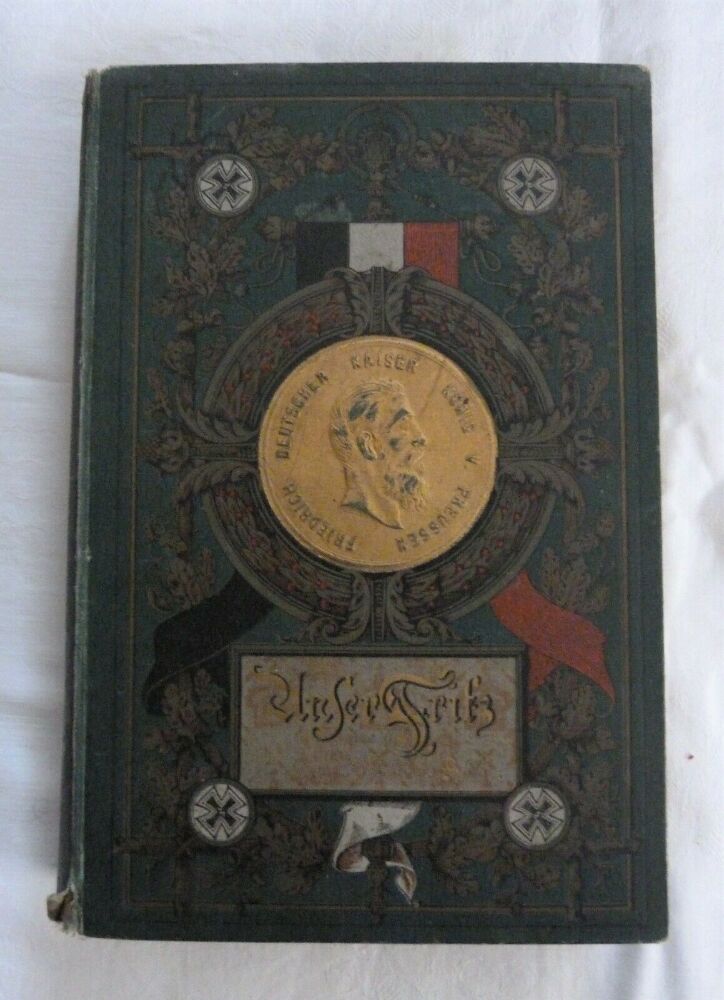 FRIEDRICH DEUTSCHER KAISER KÖNIG V. PREUSSEN
Unser Fritz